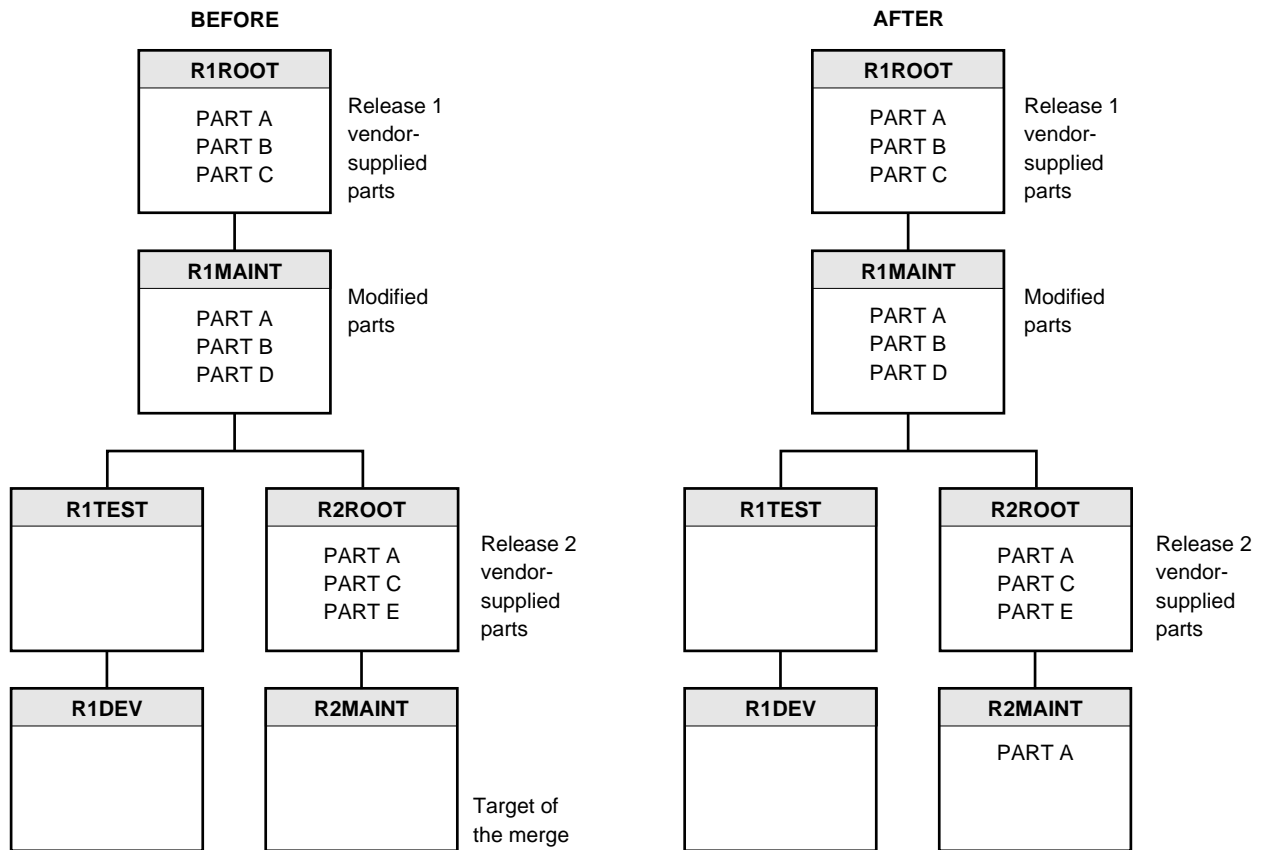 BEFORE
R1ROOT
PART A
PART B
PART C
Release 1
vendor-
supplied
parts
R1MAINT
PART A
PART B
PART D
Modified
parts
R1TEST
R2ROOT
PART A
PART C
PART E
Release 2
vendor-
supplied
parts
R1DEV
R2MAINT
Target of
the merge
AFTER
R1ROOT
PART A
PART B
PART C
Release 1
vendor-
supplied
parts
R1MAINT
PART A
PART B
PART D
Modified
parts
R1TEST
R2ROOT
PART A
PART C
PART E
Release 2
vendor-
supplied
parts
R1DEV
R2MAINT
PART A